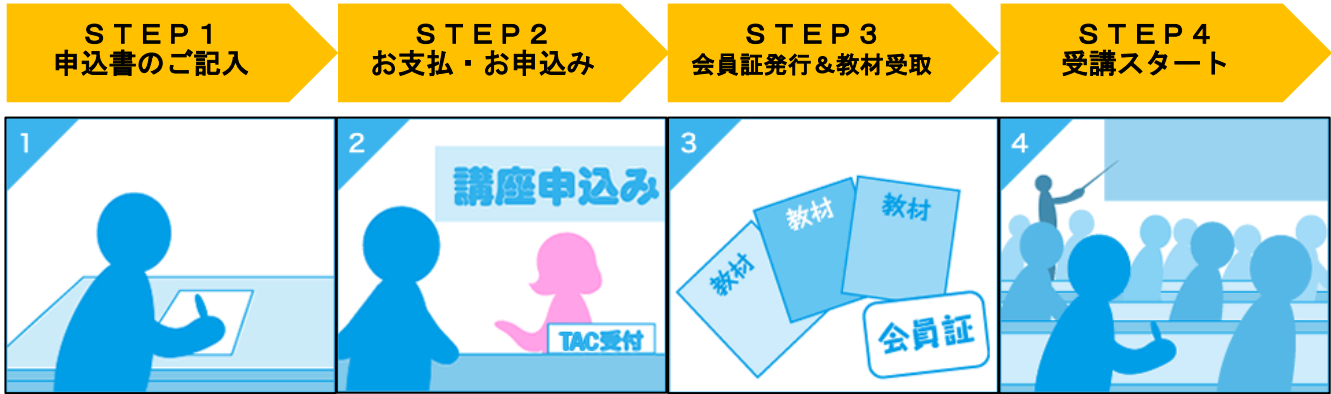 ＳＴＥＰ１
申込書のご記入
ＳＴＥＰ２
お支払・お申込み
ＳＴＥＰ３
会員証発行＆教材受取
ＳＴＥＰ４
受講スタート
1
2
講座申込み
TAC受付
3
教材
教材
教材
会員証
4